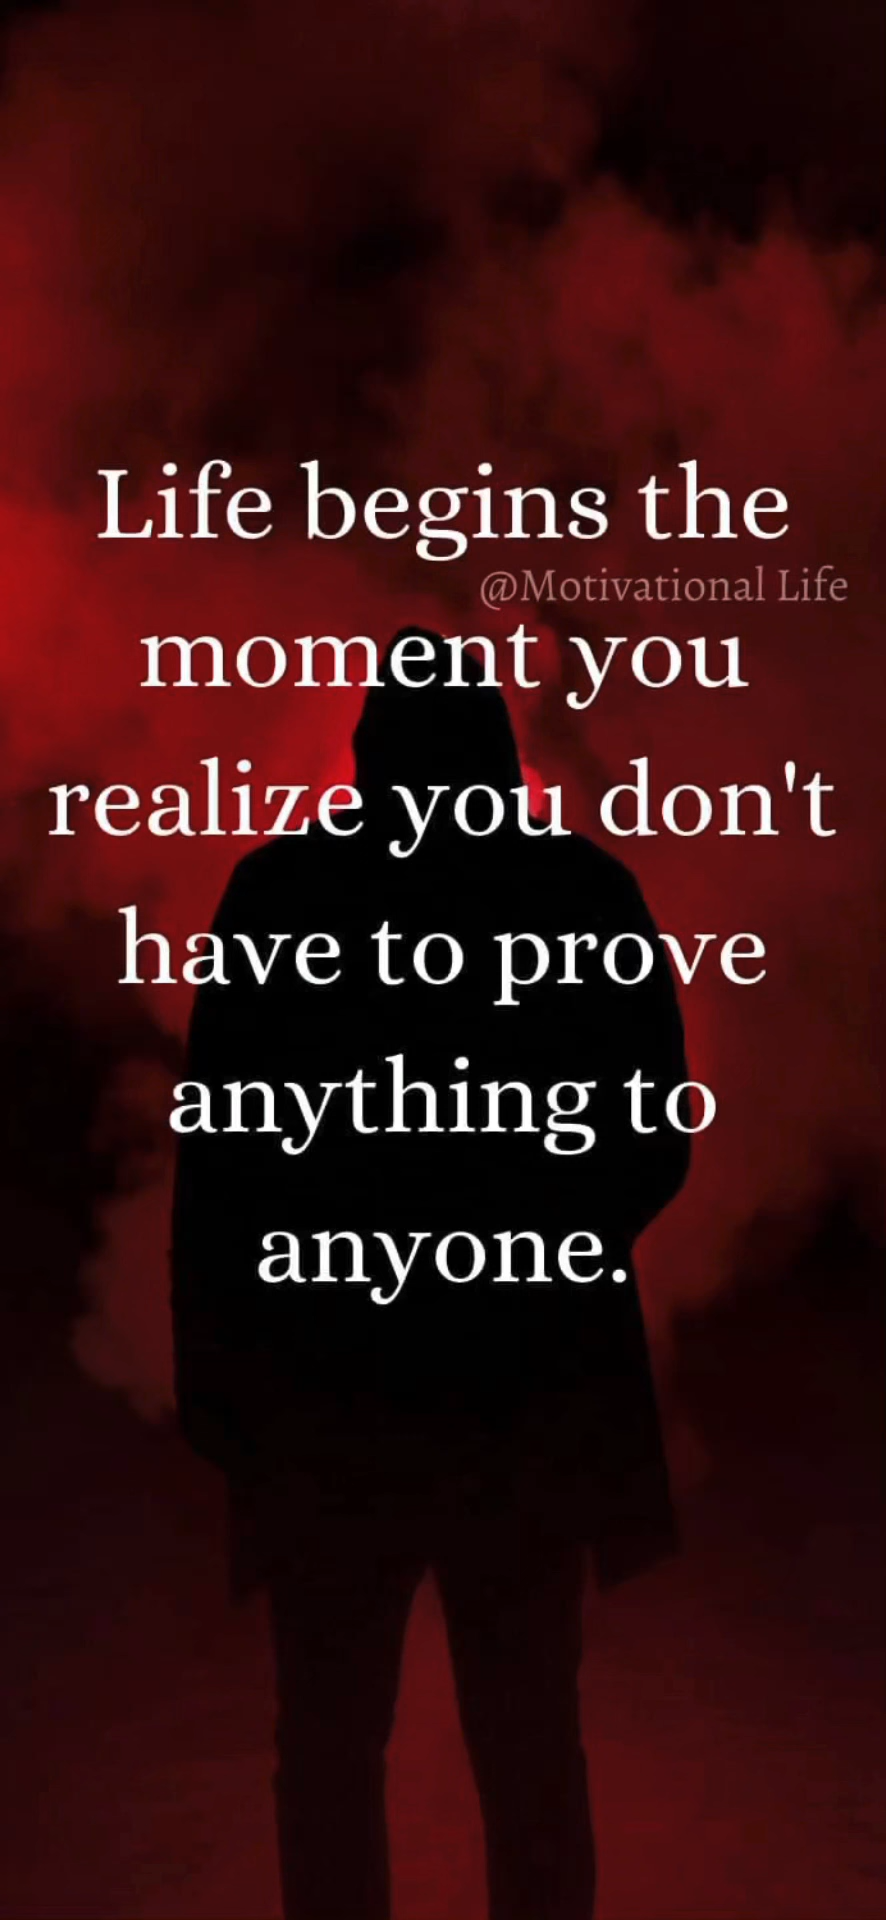 Life begins the
@Motivational Life
moment you
realize you don't
have to prove
anything to
anyone.